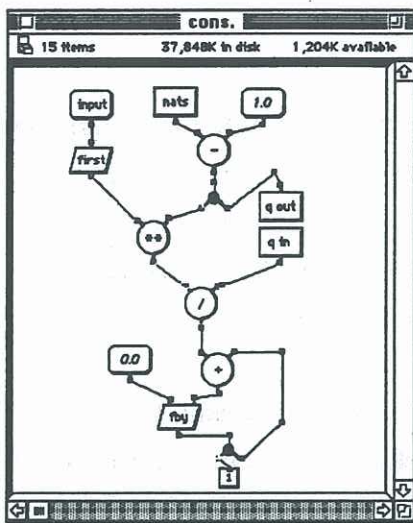 cons.
15 items 37,848K in disk 1,204K available
input nats 1.0
-
first
q out
**
q in
/
0.0
+
fby
1